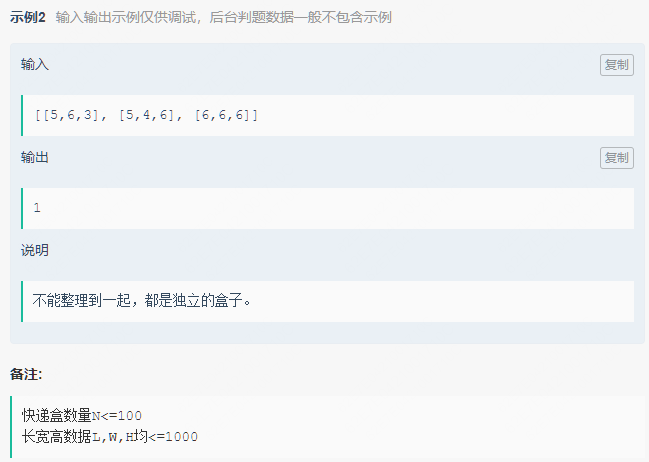 示例2 输入输出示例仅供调试，后台判题数据一般不包含示例
输入
复制
[[5,6,3], [5,4,6], [6,6,6]]
输出
复制
1
说明
不能整理到一起，都是独立的盒子。
备注:
快递盒数量N<=100
长宽高数据L,W,H均<=1000